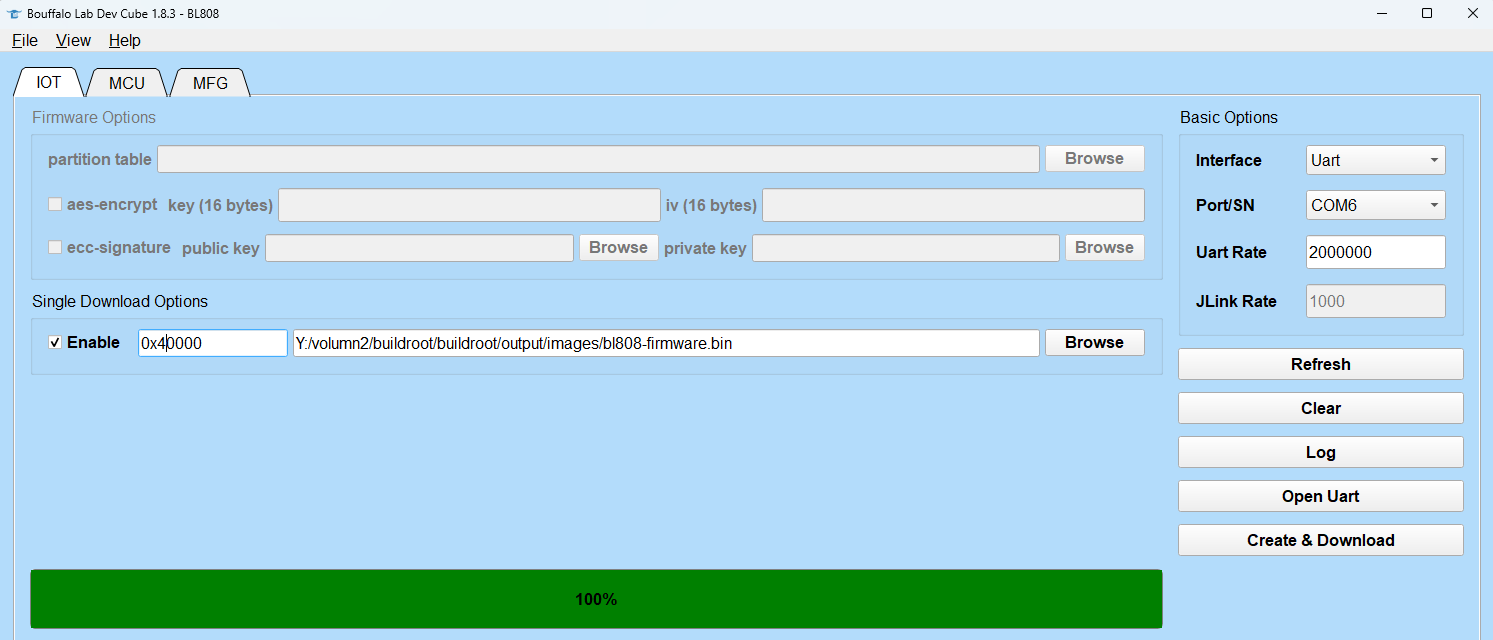 Bouffalo Lab Dev Cube 1.8.3 - BL808
File View Help
IOT MCU MFG
Firmware Options
partition table Browse
aes-encrypt key (16 bytes) iv (16 bytes)
ecc-signature public key Browse private key Browse
Single Download Options
Enable 0x40000 Y:/volumn2/buildroot/buildroot/output/images/bl808-firmware.bin Browse
100%
Basic Options
Interface Uart
Port/SN COM6
Uart Rate 2000000
JLink Rate 1000
Refresh
Clear
Log
Open Uart
Create & Download